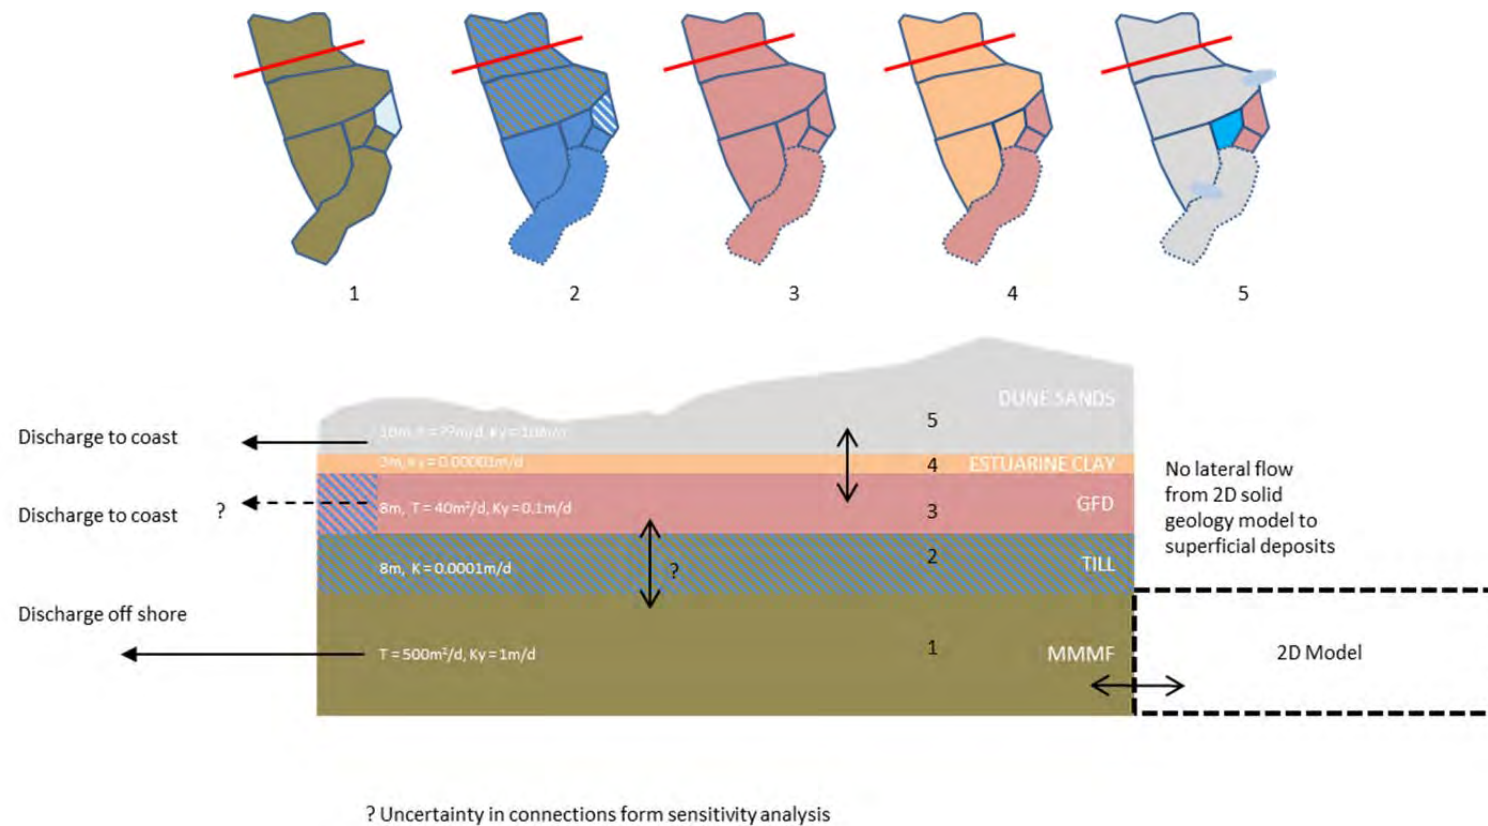 1
2
3
4
5
DUNE SANDS
5
Discharge to coast
4
ESTUARINE CLAY
No lateral flow
from 2D solid
geology model to
superficial deposits
Discharge to coast
?
8m, T = 40m²/d, Ky = 0.1m/d
3
GFD
2
8m, K = 0.0001m/d
?
TILL
Discharge off shore
T = 500m²/d, Ky = 1m/d
1
MMMF
2D Model
? Uncertainty in connections form sensitivity analysis